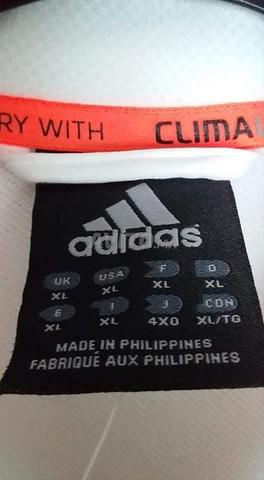 RY WITH CLIMA
adidas
UK USA F D
XL XL XL XL
E I J CDN
XL XL 4XO XL/TG
MADE IN PHILIPPINES
FABRIQUÉ AUX PHILIPPINES